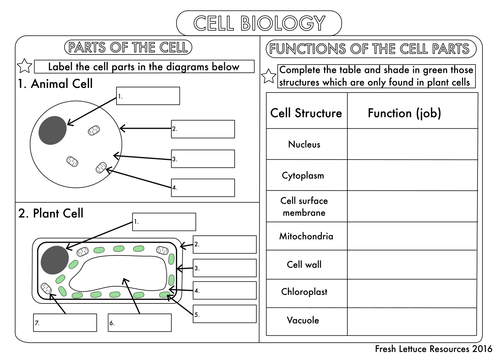 CELL BIOLOGY
PARTS OF THE CELL
Label the cell parts in the diagrams below
1. Animal Cell
1.
2.
3.
4.
2. Plant Cell
1.
2.
3.
4.
5.
6.
7.
FUNCTIONS OF THE CELL PARTS
Complete the table and shade in green those
structures which are only found in plant cells
Cell Structure Function (job)
Nucleus
Cytoplasm
Cell surface
membrane
Mitochondria
Cell wall
Chloroplast
Vacuole
Fresh Lettuce Resources 2016